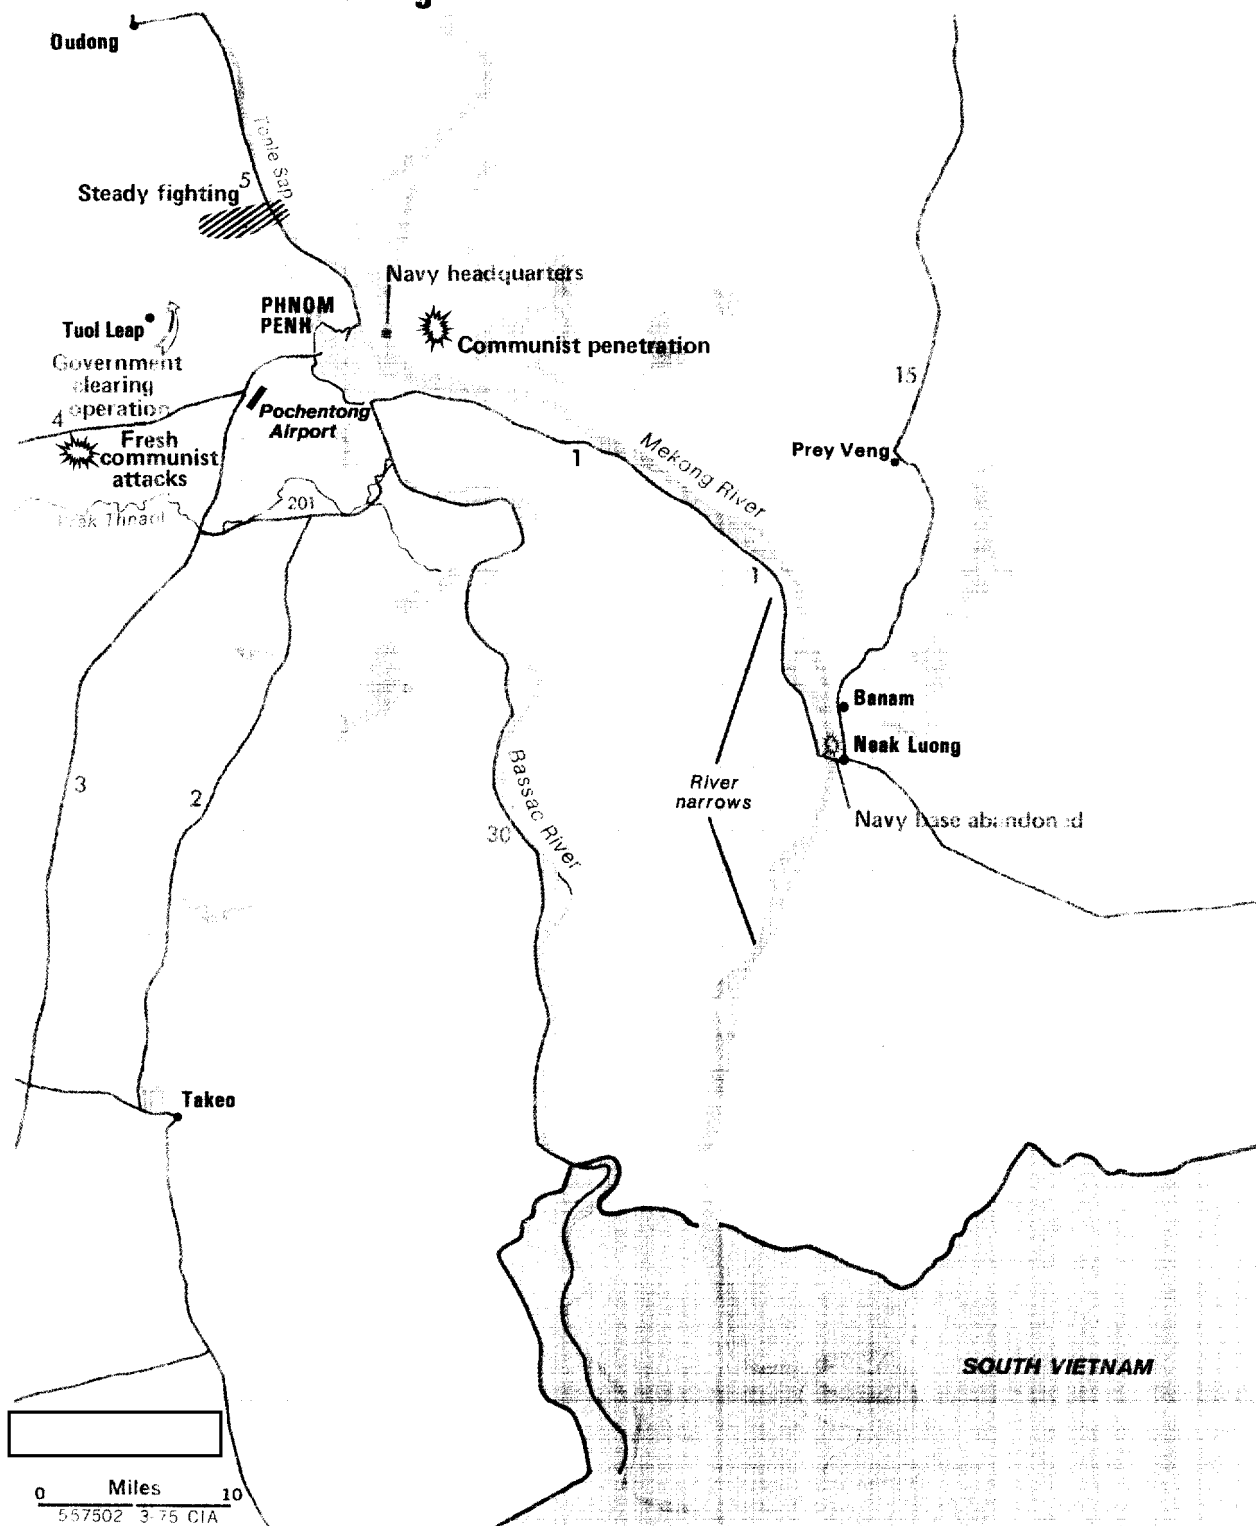 Oudong
Tonle Sap
5
Steady fighting
Navy headquarters
PHNOM
PENH
Tuol Leap
Communist penetration
Government
clearing
operation
15
4
Pochentong
Airport
Fresh
communist
attacks
1
Mekong River
Prey Veng
201
Thnaot
1
Banam
Neak Luong
3
2
River
narrows
Bassac River
30
Navy base abandoned
Takeo
SOUTH VIETNAM
Miles
0 10
557502 3-75 CIA